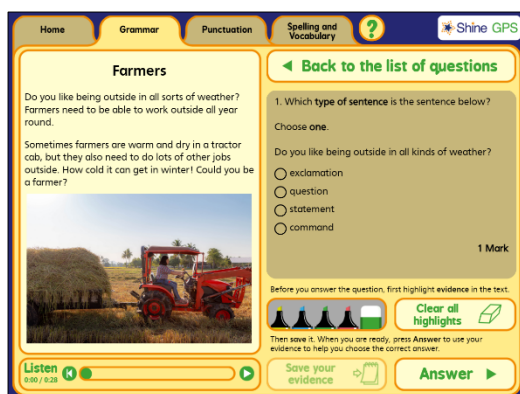 Home
Grammar
Punctuation
Spelling and
Vocabulary
?
Shine GPS
Farmers
Do you like being outside in all sorts of weather?
Farmers need to be able to work outside all year
round.
Sometimes farmers are warm and dry in a tractor
cab, but they also need to do lots of other jobs
outside. How cold it can get in winter! Could you be
a farmer?
Listen
0:00 / 0:28
Back to the list of questions
1. Which type of sentence is the sentence below?
Choose one.
Do you like being outside in all kinds of weather?
exclamation
question
statement
command
1 Mark
Before you answer the question, first highlight evidence in the text.
Clear all
highlights
Then save it. When you are ready, press Answer to use your
evidence to help you choose the correct answer.
Save your
evidence
Answer